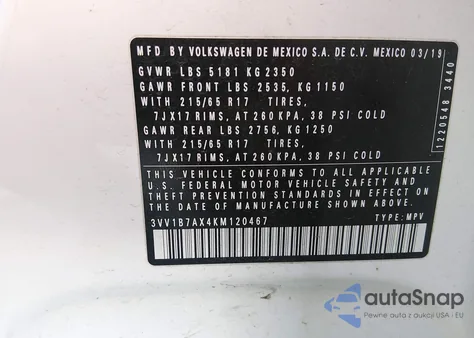 MFD BY VOLKSWAGEN DE MEXICO S.A. DE C.V. MEXICO 03/19
GVWR LBS 5181 KG 2350
GAWR FRONT LBS 2535, KG 1150
WITH 215/65 R17 TIRES,
7JX17 RIMS, AT 260 KPA, 38 PSI COLD
GAWR REAR LBS 2756, KG 1250
WITH 215/65 R17 TIRES,
7JX17 RIMS, AT 260 KPA, 38 PSI COLD
THIS VEHICLE CONFORMS TO ALL APPLICABLE
U.S. FEDERAL MOTOR VEHICLE SAFETY AND
THEFT PREVENTION STANDARDS IN EFFECT ON
DATE OF MANUFACTURE SHOWN ABOVE.
3VV1B7AX4KM120467 TYPE: MPV
1220548 3440
autoSnap
Pewne auto z aukcji USA i EU